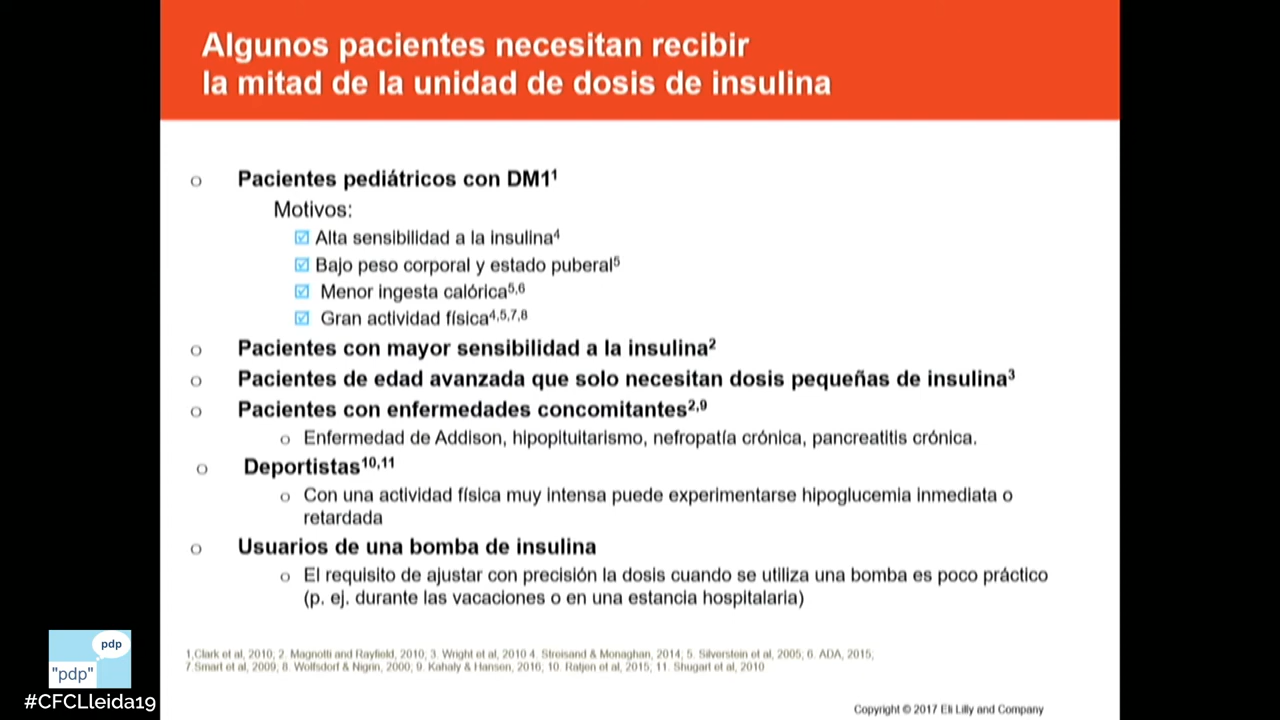 Algunos pacientes necesitan recibir
la mitad de la unidad de dosis de insulina
○ Pacientes pediátricos con DM1¹
Motivos:
☑ Alta sensibilidad a la insulina⁴
☑ Bajo peso corporal y estado puberal⁵
☑ Menor ingesta calórica⁵,⁶
☑ Gran actividad física⁴,⁵,⁷,⁸
○ Pacientes con mayor sensibilidad a la insulina²
○ Pacientes de edad avanzada que solo necesitan dosis pequeñas de insulina³
○ Pacientes con enfermedades concomitantes²,⁹
○ Enfermedad de Addison, hipopituitarismo, nefropatía crónica, pancreatitis crónica.
○ Deportistas¹⁰,¹¹
○ Con una actividad física muy intensa puede experimentarse hipoglucemia inmediata o
retardada
○ Usuarios de una bomba de insulina
○ El requisito de ajustar con precisión la dosis cuando se utiliza una bomba es poco práctico
(p. ej. durante las vacaciones o en una estancia hospitalaria)
1,Clark et al, 2010; 2. Magnotti and Rayfield, 2010; 3. Wright et al, 2010 4. Streisand & Monaghan, 2014; 5. Silverstein et al, 2005; 6. ADA, 2015;
7.Smart et al, 2009, 8. Wolfsdorf & Nigrin, 2000; 9. Kahaly & Hansen, 2016; 10. Ratjen et al, 2015; 11. Shugart et al, 2010
Copyright © 2017 Eli Lilly and Company
pdp
"pdp"
#CFCLleida19